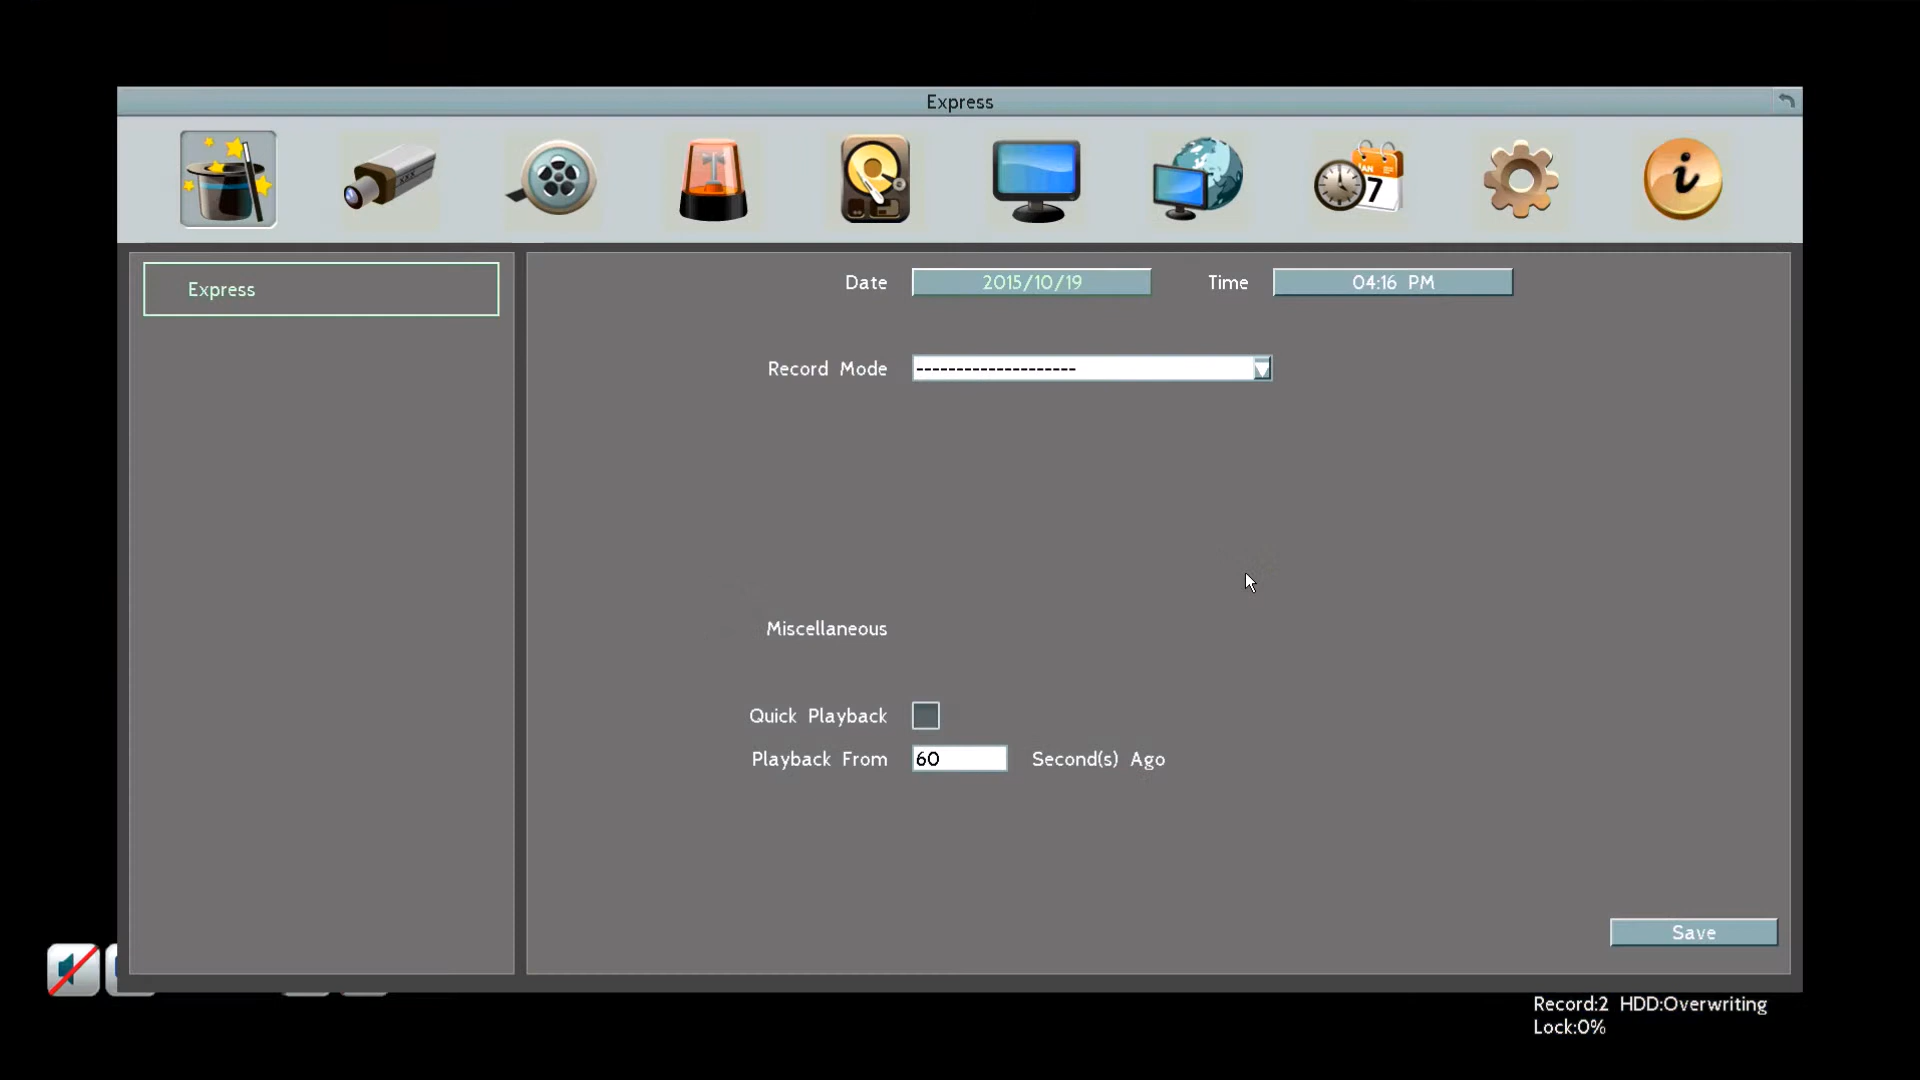 Express
Express
Date 2015/10/19 Time 04:16 PM
Record Mode --------------------
Miscellaneous
Quick Playback
Playback From 60 Second(s) Ago
Save
Record:2 HDD:Overwriting
Lock:0%